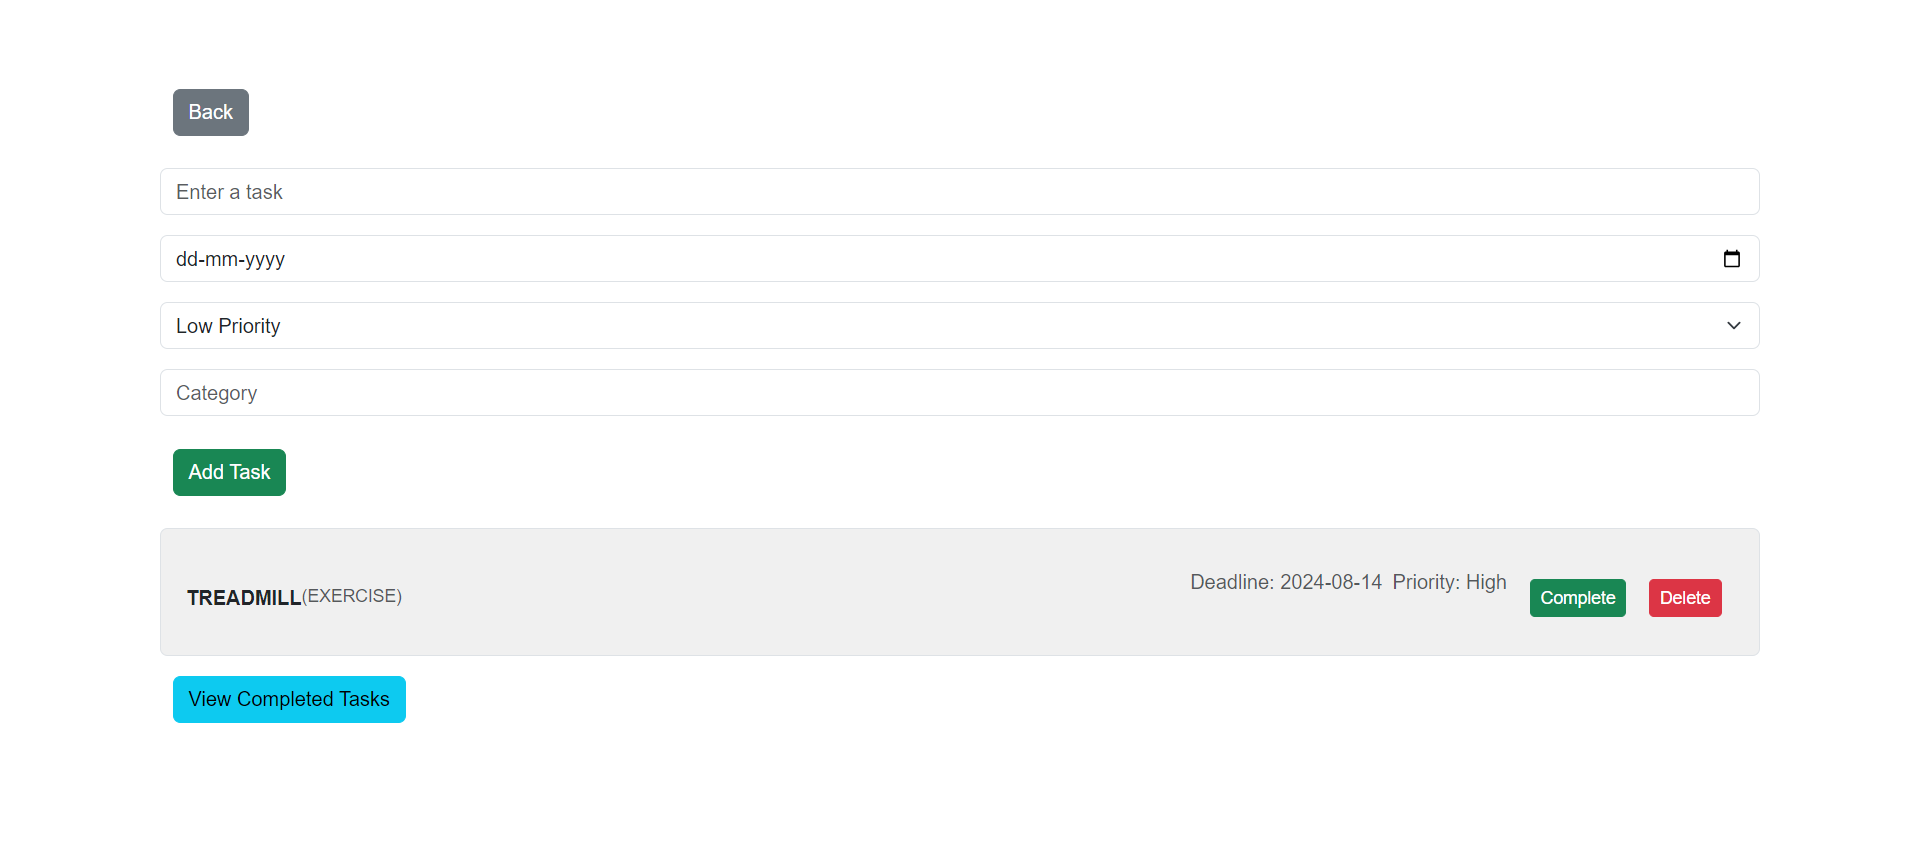 Back
Enter a task
dd-mm-yyyy
Low Priority
Category
Add Task
TREADMILL(EXERCISE) Deadline: 2024-08-14 Priority: High Complete Delete
View Completed Tasks